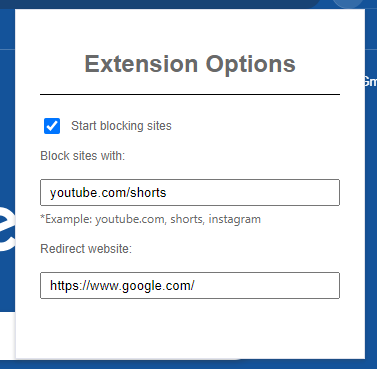 Extension Options
Start blocking sites
Block sites with:
youtube.com/shorts
*Example: youtube.com, shorts, instagram
Redirect website:
https://www.google.com/
Gm
e